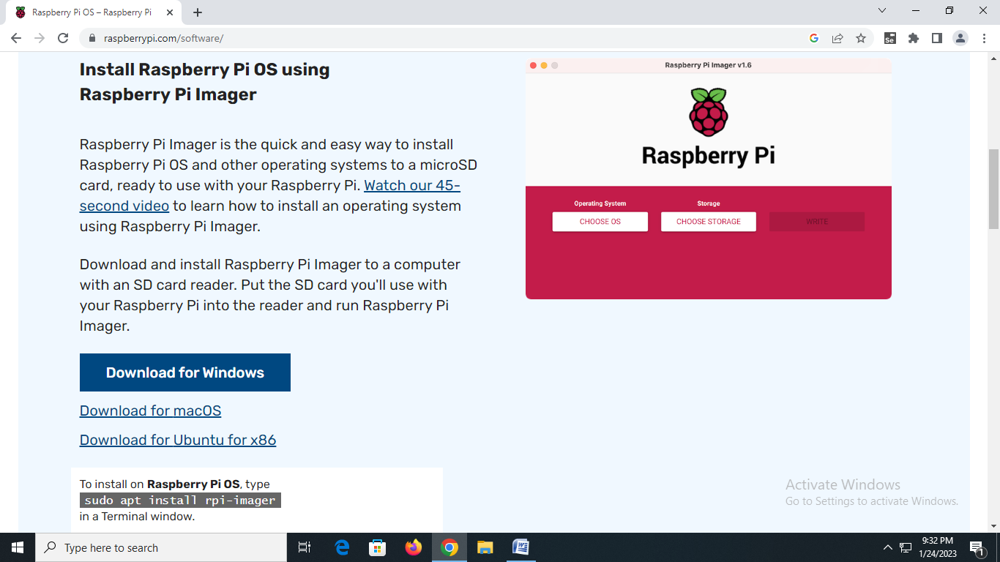 Raspberry Pi OS – Raspberry Pi
raspberrypi.com/software/
Install Raspberry Pi OS using
Raspberry Pi Imager
Raspberry Pi Imager is the quick and easy way to install
Raspberry Pi OS and other operating systems to a microSD
card, ready to use with your Raspberry Pi. Watch our 45-
second video to learn how to install an operating system
using Raspberry Pi Imager.
Download and install Raspberry Pi Imager to a computer
with an SD card reader. Put the SD card you'll use with
your Raspberry Pi into the reader and run Raspberry Pi
Imager.
Download for Windows
Download for macOS
Download for Ubuntu for x86
To install on Raspberry Pi OS, type
sudo apt install rpi-imager
in a Terminal window.
Raspberry Pi Imager v1.6
Raspberry Pi
Operating System
Storage
CHOOSE OS
CHOOSE STORAGE
WRITE
Activate Windows
Go to Settings to activate Windows.
Type here to search
9:32 PM
1/24/2023
1
Se
G
W